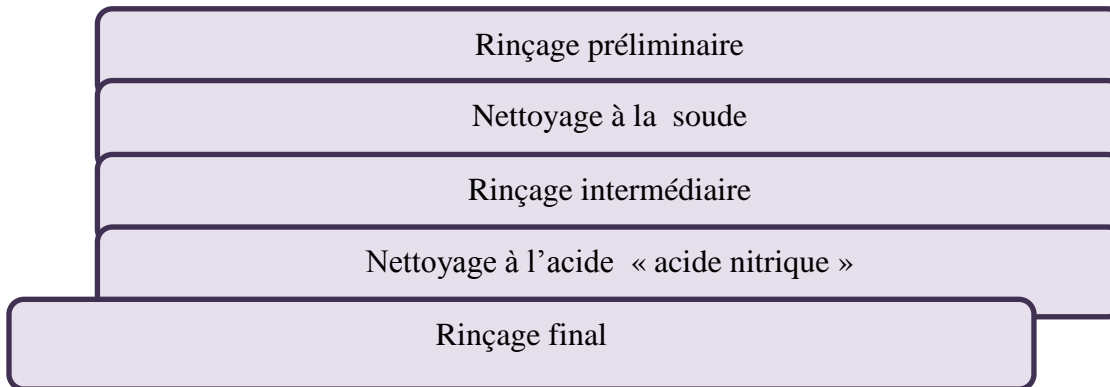 Rinçage préliminaire
Nettoyage à la  soude
Rinçage intermédiaire
Nettoyage à l’acide  « acide nitrique »
Rinçage final